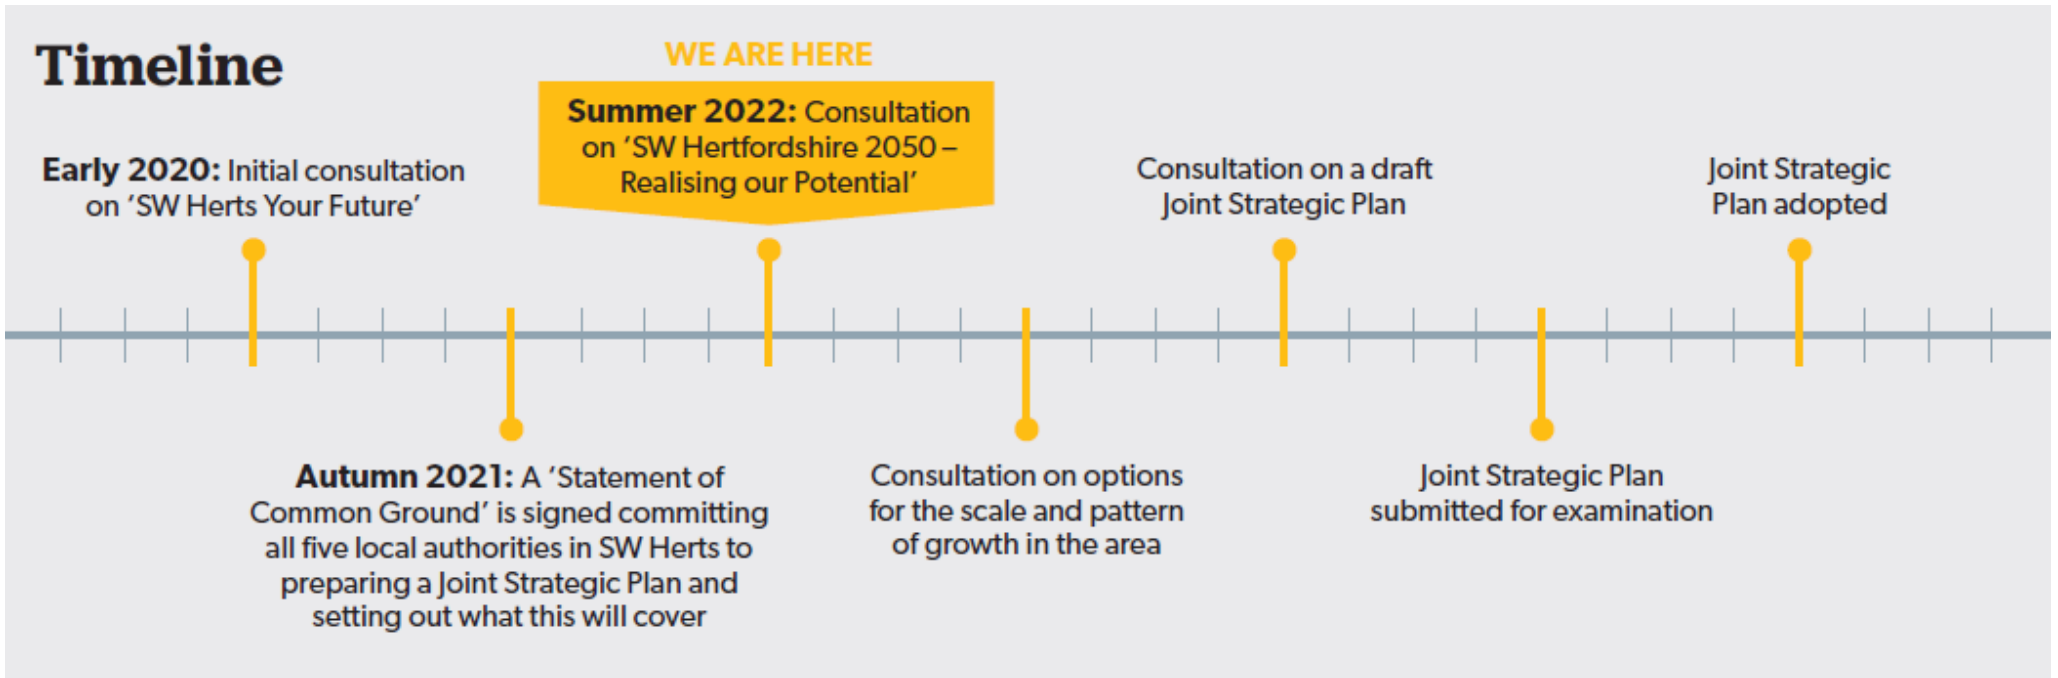 Timeline
Early 2020: Initial consultation
on ‘SW Herts Your Future’
Autumn 2021: A ‘Statement of
Common Ground’ is signed committing
all five local authorities in SW Herts to
preparing a Joint Strategic Plan and
setting out what this will cover
WE ARE HERE
Summer 2022: Consultation
on ‘SW Hertfordshire 2050 –
Realising our Potential’
Consultation on options
for the scale and pattern
of growth in the area
Consultation on a draft
Joint Strategic Plan
Joint Strategic Plan
submitted for examination
Joint Strategic
Plan adopted